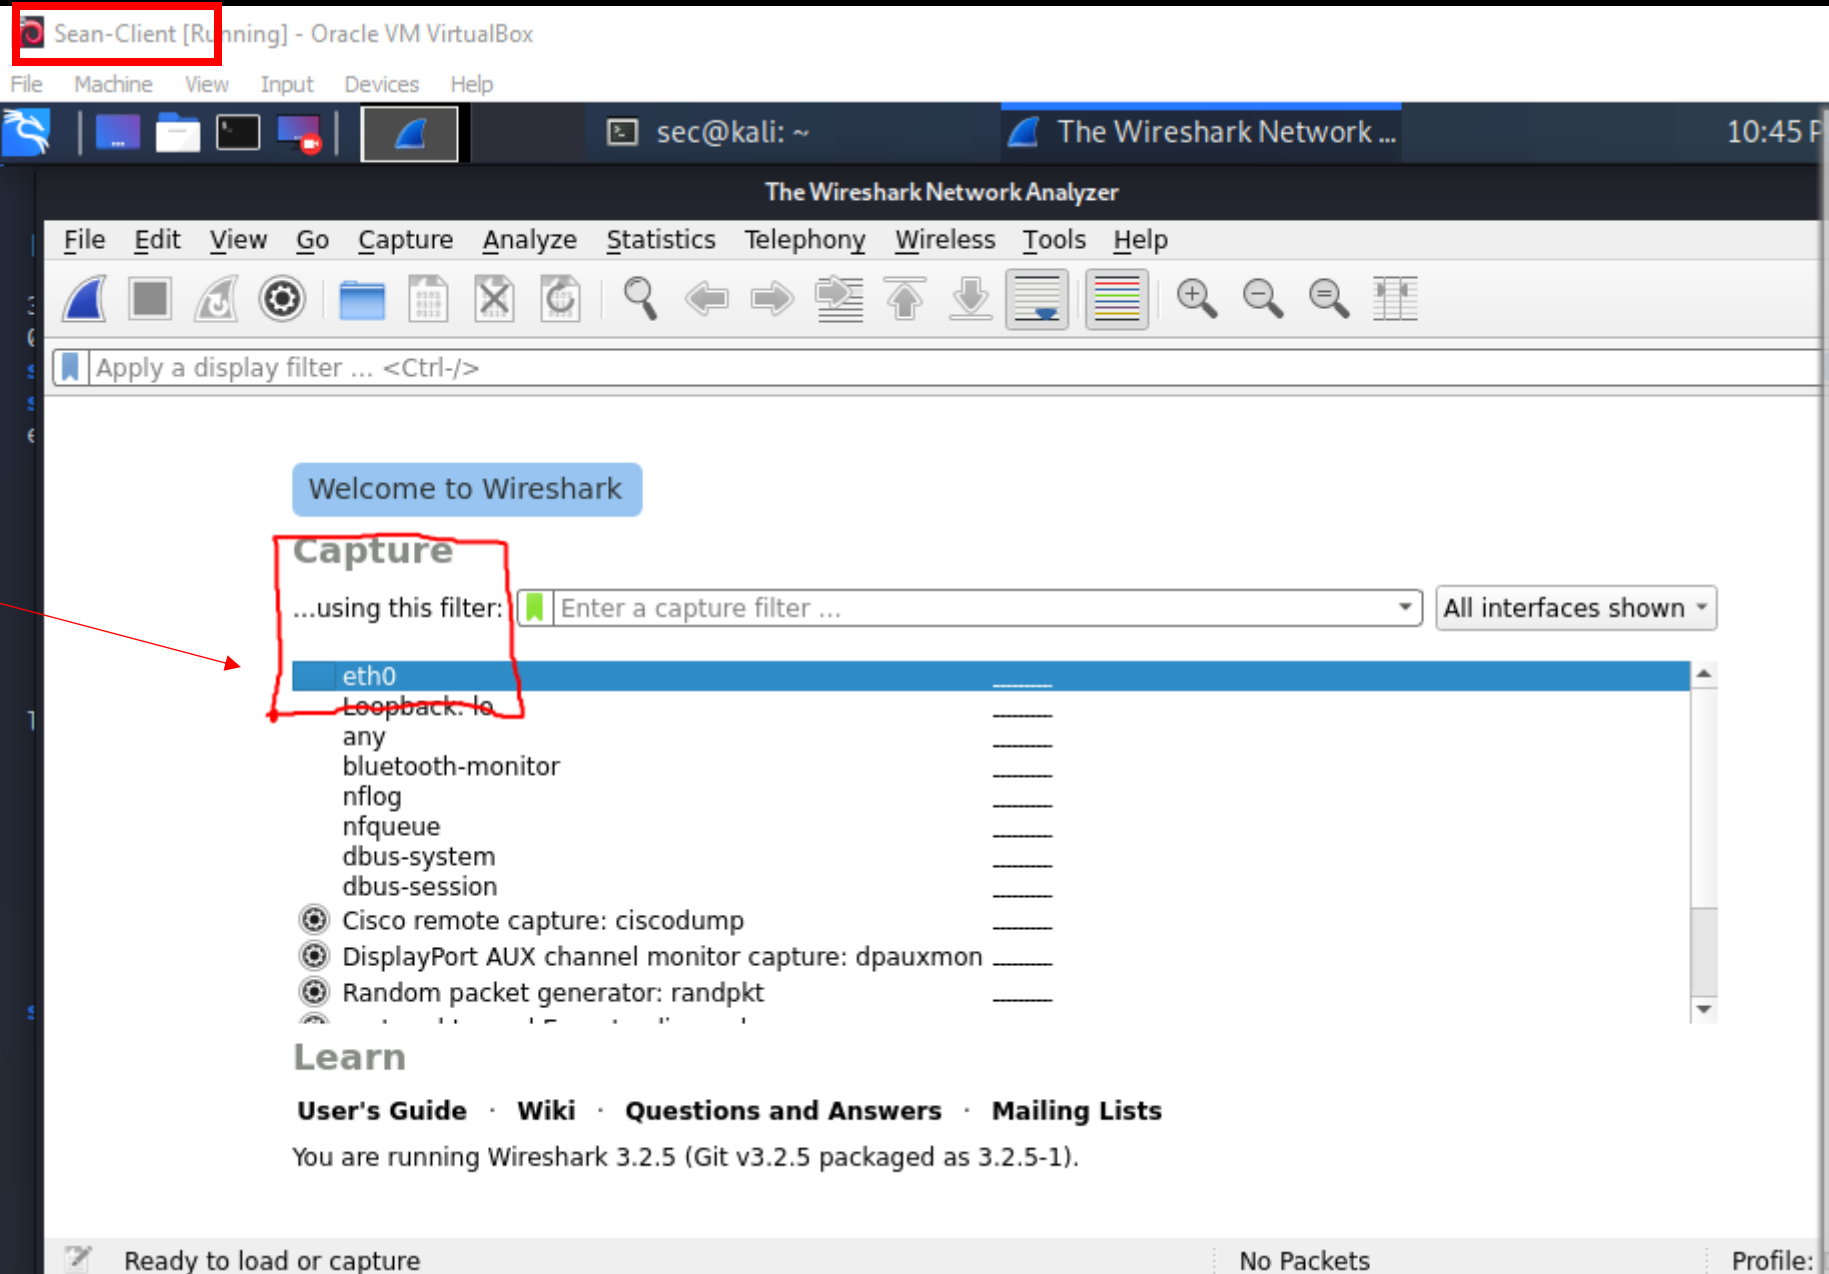 Sean-Client [Running] - Oracle VM VirtualBox
File Machine View Input Devices Help
sec@kali: ~
The Wireshark Network ...
10:45
The Wireshark Network Analyzer
File Edit View Go Capture Analyze Statistics Telephony Wireless Tools Help
Apply a display filter ... <Ctrl-/>
Welcome to Wireshark
Capture
...using this filter: Enter a capture filter ... All interfaces shown
eth0
Loopback: lo
any
bluetooth-monitor
nflog
nfqueue
dbus-system
dbus-session
Cisco remote capture: ciscodump
DisplayPort AUX channel monitor capture: dpauxmon
Random packet generator: randpkt
Learn
User's Guide · Wiki · Questions and Answers · Mailing Lists
You are running Wireshark 3.2.5 (Git v3.2.5 packaged as 3.2.5-1).
Ready to load or capture No Packets Profile: